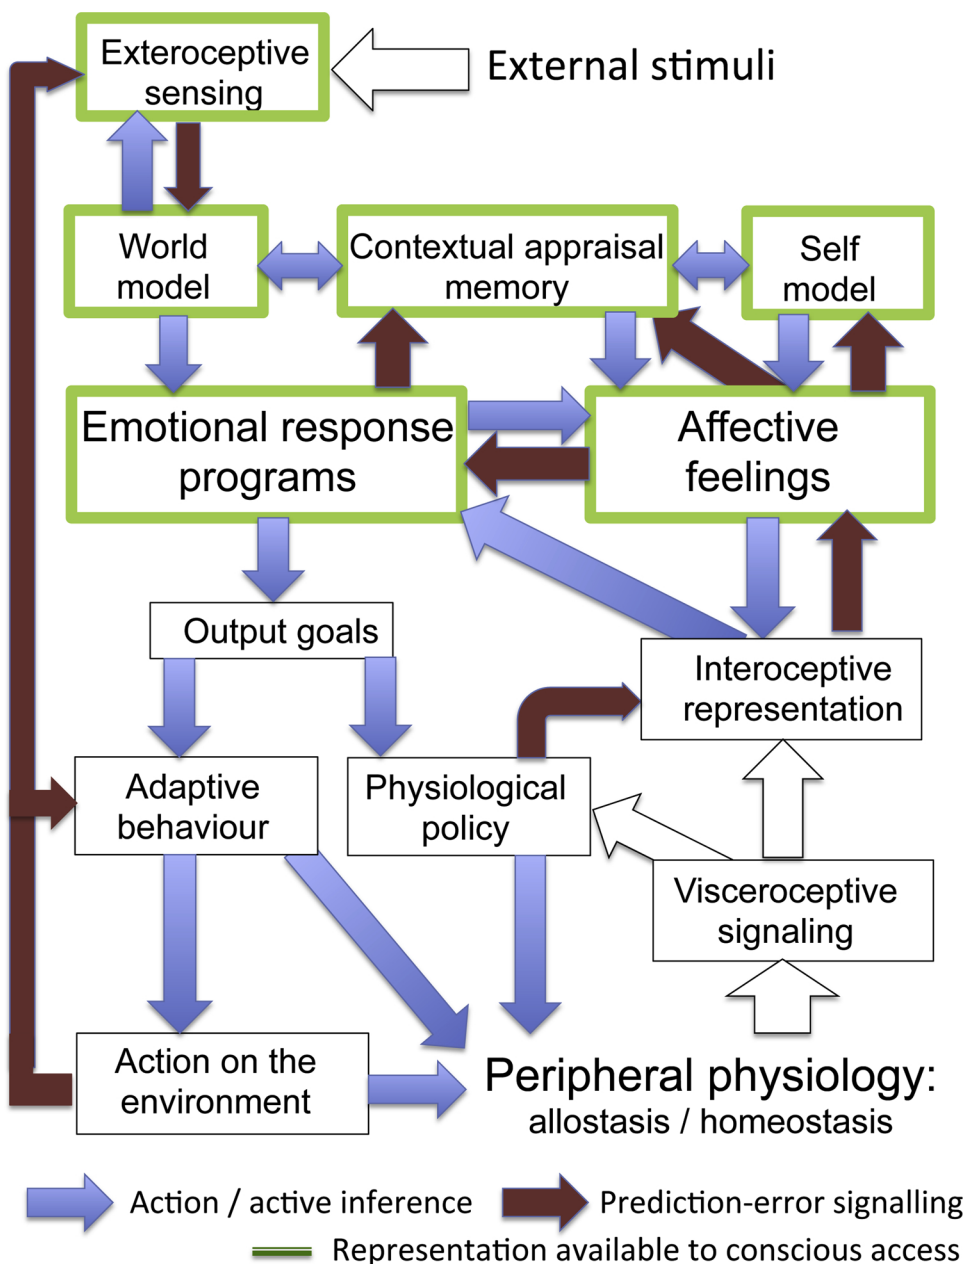 Exteroceptive
sensing
External stimuli
World
model
Contextual appraisal
memory
Self
model
Emotional response
programs
Affective
feelings
Output goals
Interoceptive
representation
Adaptive
behaviour
Physiological
policy
Visceroceptive
signaling
Action on the
environment
Peripheral physiology:
allostasis / homeostasis
Action / active inference
Prediction-error signalling
Representation available to conscious access